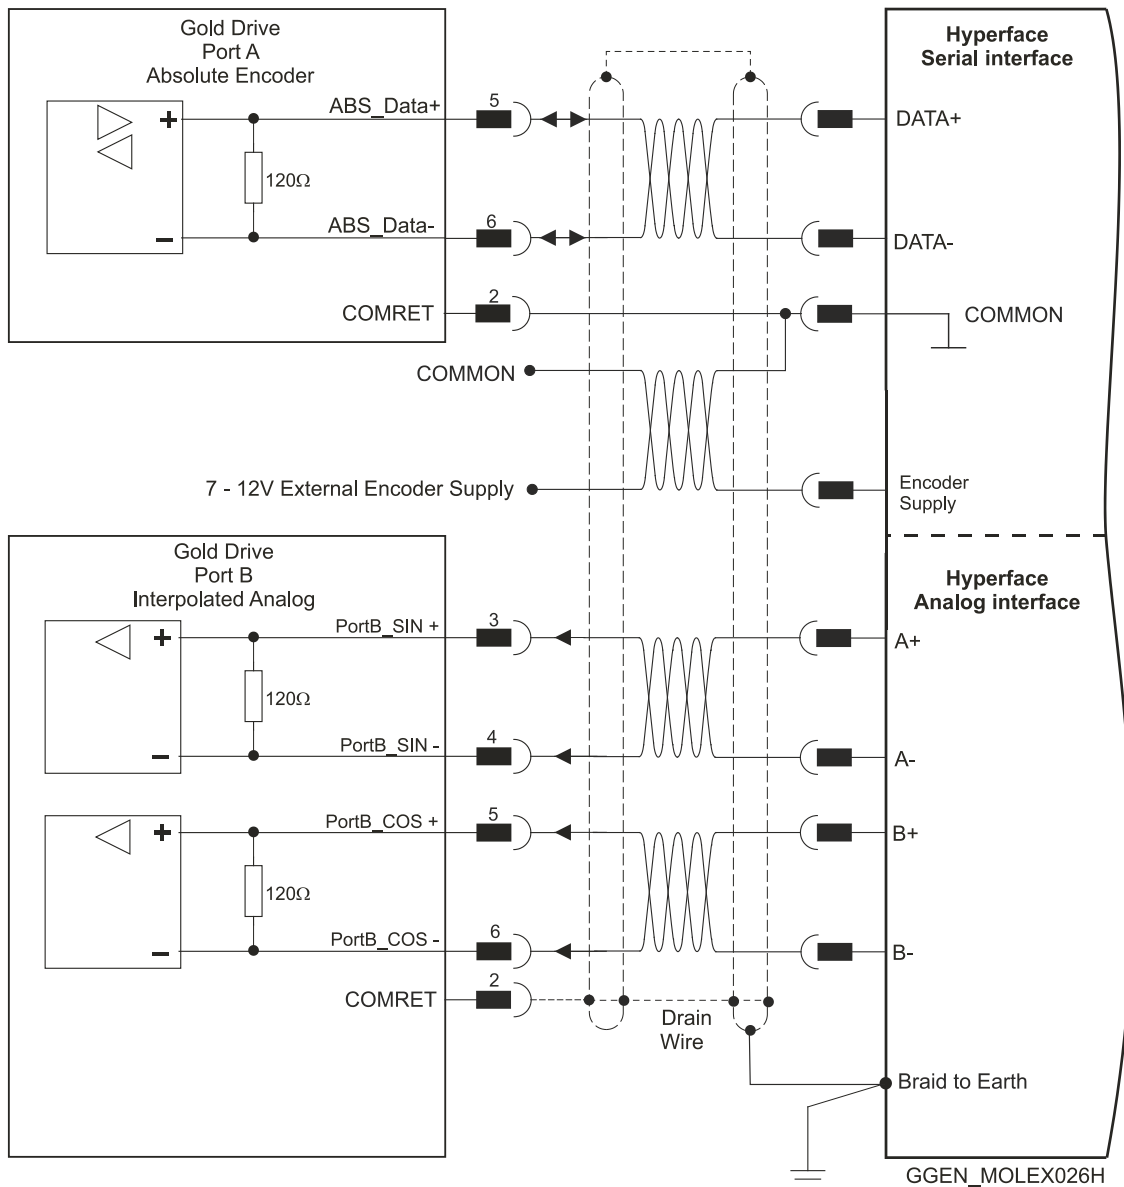 Gold Drive
Port A
Absolute Encoder
Hyperface
Serial interface
+
120Ω
−
ABS_Data+
5
DATA+
ABS_Data-
6
DATA-
COMRET
2
COMMON
COMMON
7 - 12V External Encoder Supply
Encoder
Supply
Gold Drive
Port B
Interpolated Analog
Hyperface
Analog interface
+
120Ω
−
PortB_SIN +
3
A+
PortB_SIN -
4
A-
+
120Ω
−
PortB_COS +
5
B+
PortB_COS -
6
B-
COMRET
2
Drain
Wire
Braid to Earth
GGEN_MOLEX026H